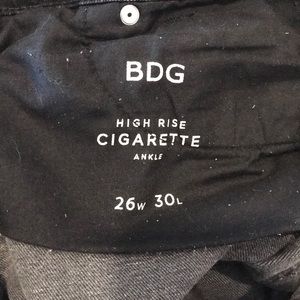 BDG
HIGH RISE
CIGARETTE
ANKLE
26W 30L